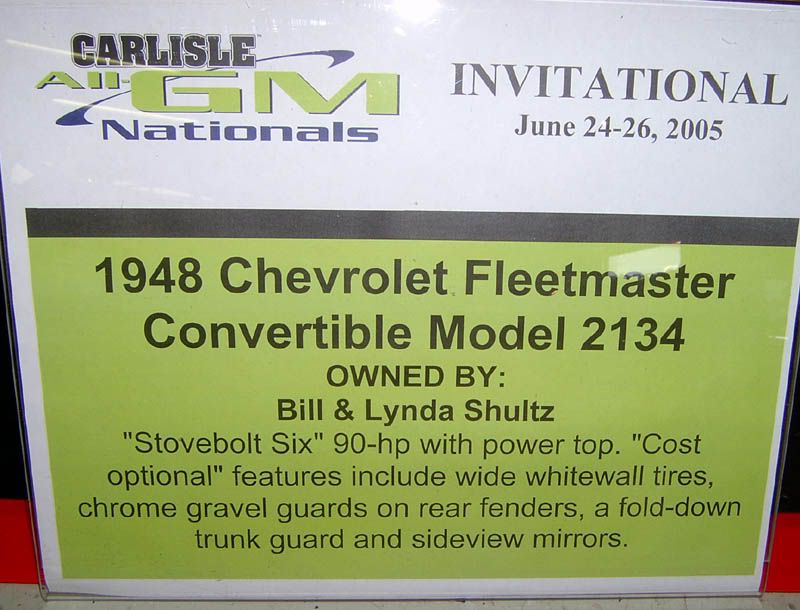 CARLISLE
All-GM
Nationals
INVITATIONAL
June 24-26, 2005
1948 Chevrolet Fleetmaster
Convertible Model 2134
OWNED BY:
Bill & Lynda Shultz
"Stovebolt Six" 90-hp with power top. "Cost
optional" features include wide whitewall tires,
chrome gravel guards on rear fenders, a fold-down
trunk guard and sideview mirrors.